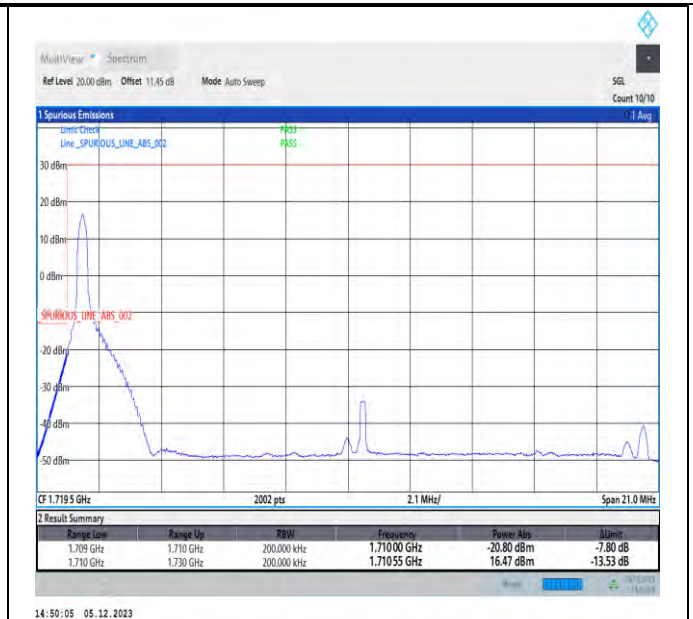 MultiView Spectrum
Ref Level 20.00 dBm Offset 11.45 dB Mode Auto Sweep SGL
Count 10/10
1 Spurious Emissions 1 Avg
Limit Check PASS
Line _SPURIOUS_LINE_ABS_002 PASS
30 dBm
20 dBm
10 dBm
0 dBm
SPURIOUS_LINE_ABS_002
-20 dBm
-30 dBm
-40 dBm
-50 dBm
CF 1.719 5 GHz 2002 pts 2.1 MHz/ Span 21.0 MHz
2 Result Summary
Range Low Range Up RBW Frequency Power Abs ΔLimit
1.709 GHz 1.710 GHz 200.000 kHz 1.71000 GHz -20.80 dBm -7.80 dB
1.710 GHz 1.730 GHz 200.000 kHz 1.71055 GHz 16.47 dBm -13.53 dB
14:50:05 05.12.2023